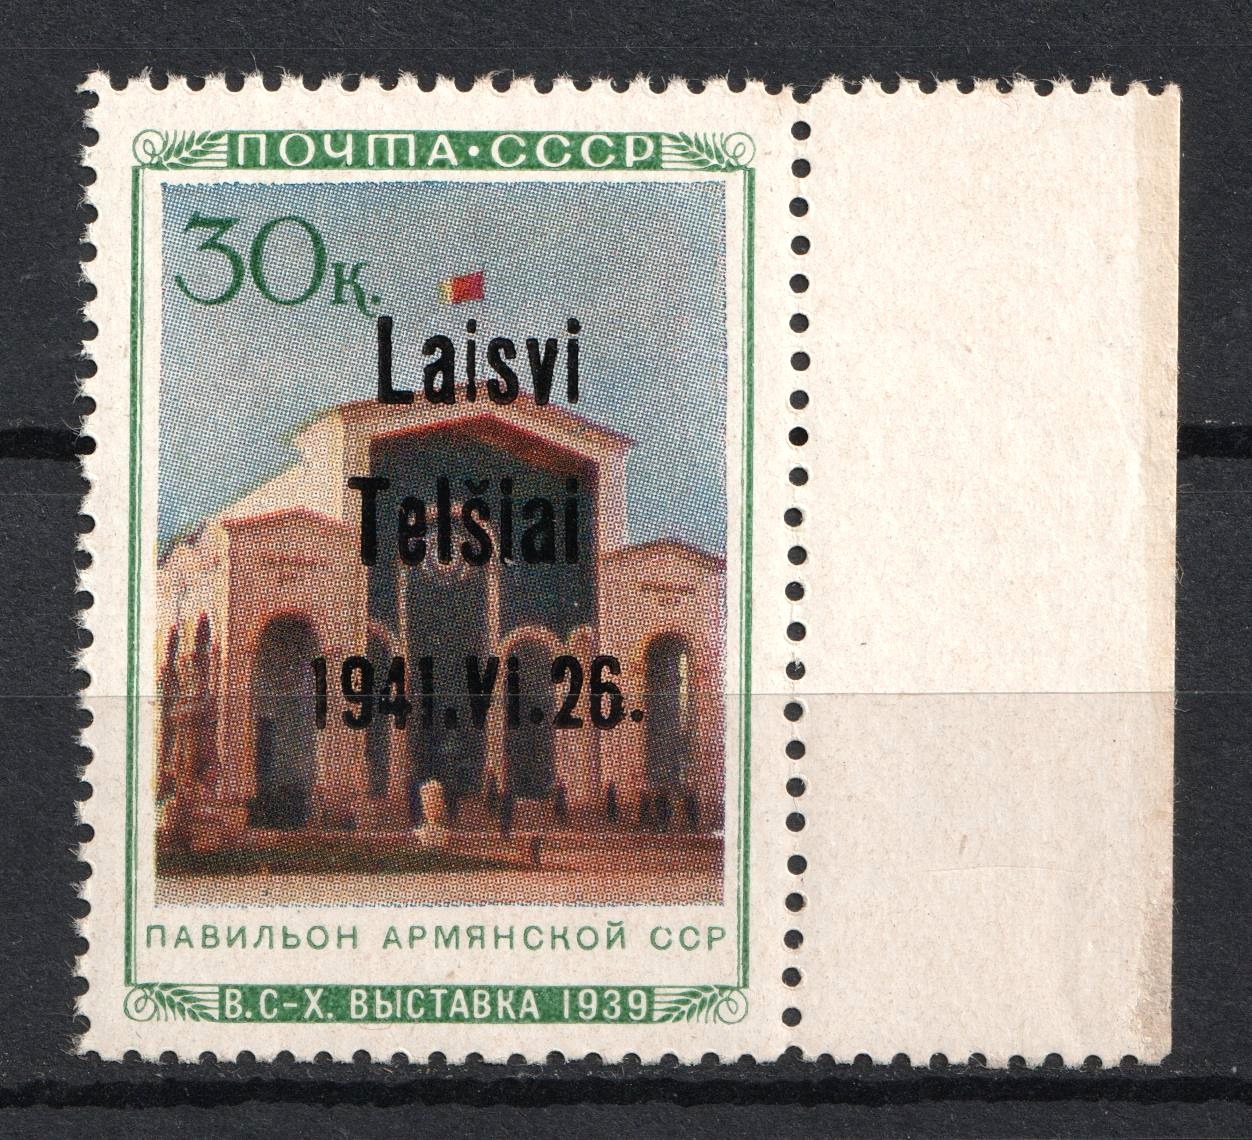 ПОЧТА·СССР
30к.
Laisvi
Telšiai
1941.Vi.26.
ПАВИЛЬОН АРМЯНСКОЙ ССР
В.С-Х. ВЫСТАВКА 1939